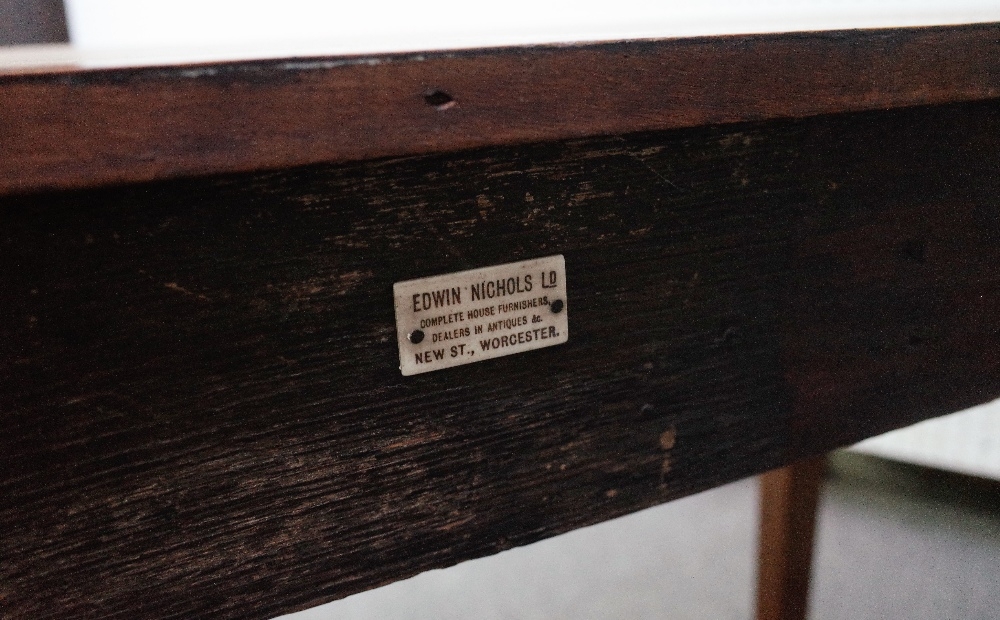 EDWIN NICHOLS LD
COMPLETE HOUSE FURNISHERS,
DEALERS IN ANTIQUES &c.
NEW ST., WORCESTER.